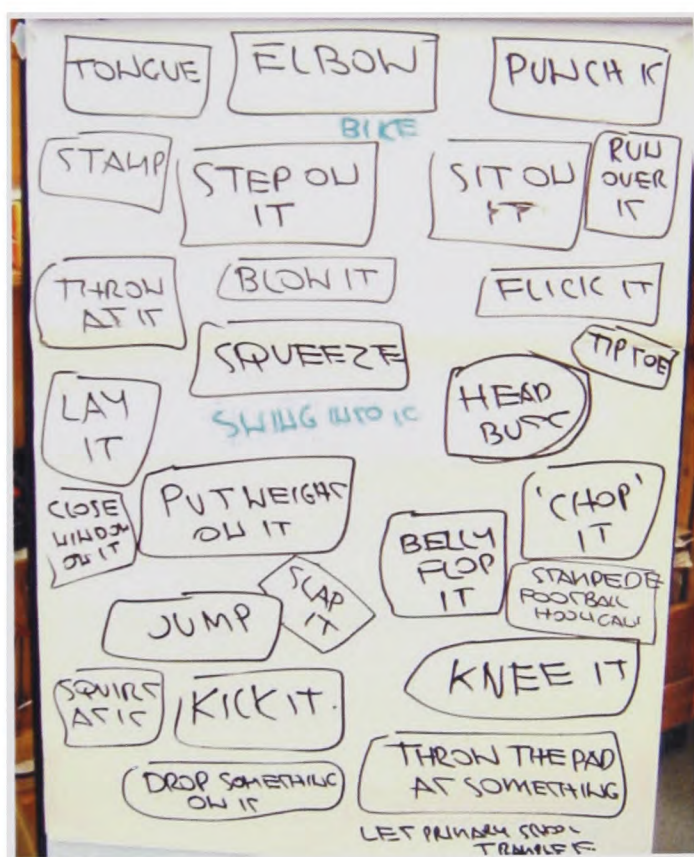 TONGUE
ELBOW
PUNCH IT
BIKE
STAMP
STEP ON
IT
SIT ON
IT
RUN
OVER
IT
THROW
AT IT
BLOW IT
FLICK IT
SQUEEZE
TIP TOE
LAY
IT
SWING INTO IT
HEAD
BUTT
CLOSE
WINDOW
ON IT
PUT WEIGHT
ON IT
BELLY
FLOP
IT
'CHOP'
IT
STAMPEDE
FOOTBALL
HOOLIGAN
SLAP
IT
JUMP
KNEE IT
SQUIRT
AT IT
KICK IT.
DROP SOMETHING
ON IT
THROW THE PAD
AT SOMETHING
LET PRIMARY SCOOL
TRAMPLE